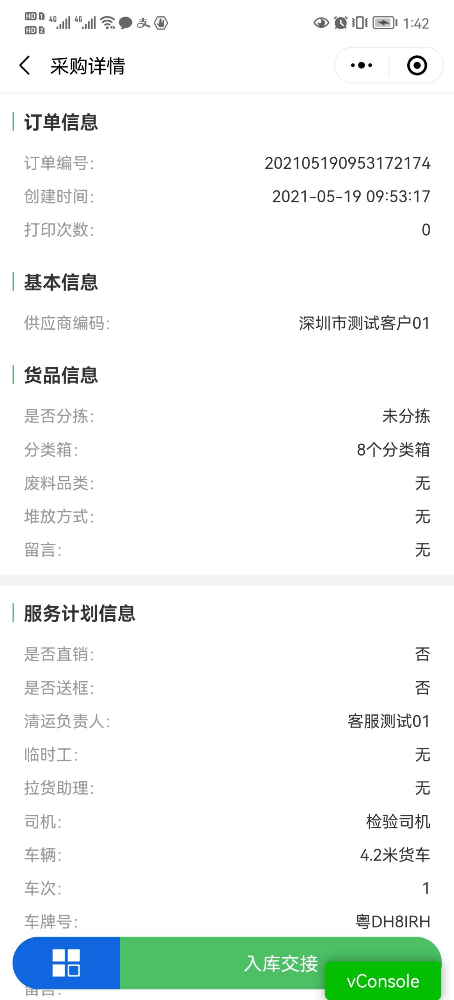 HD 1 4G 4G 支 1:42
HD 2
采购详情
订单信息
订单编号: 202105190953172174
创建时间: 2021-05-19 09:53:17
打印次数: 0
基本信息
供应商编码: 深圳市测试客户01
货品信息
是否分拣: 未分拣
分类箱: 8个分类箱
废料品类: 无
堆放方式: 无
留言: 无
服务计划信息
是否直销: 否
是否送框: 否
清运负责人: 客服测试01
临时工: 无
拉货助理: 无
司机: 检验司机
车辆: 4.2米货车
车次: 1
车牌号: 粤DH8IRH
入库交接
vConsole